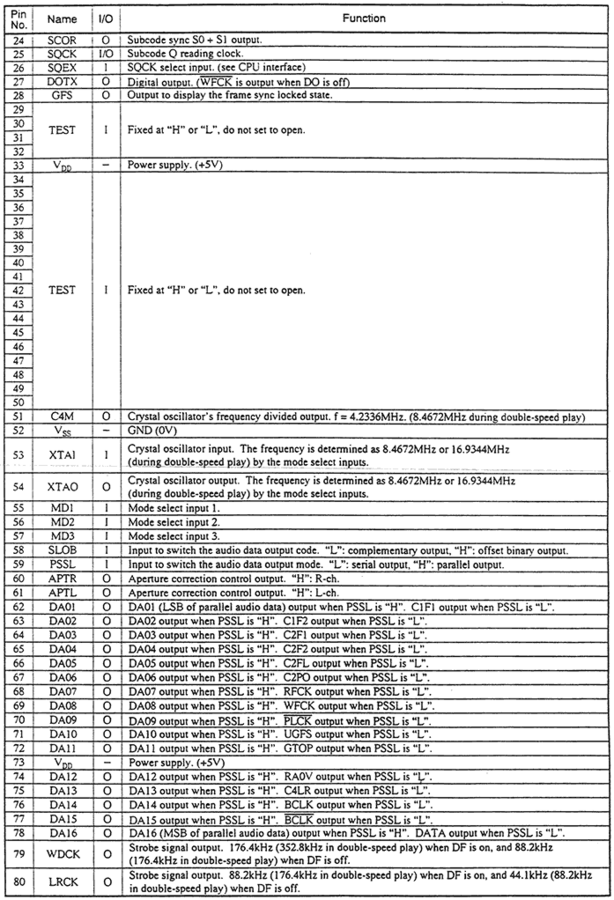 Pin No. Name I/O Function
24 SCOR O Subcode sync S0 + S1 output.
25 SQCK I/O Subcode Q reading clock.
26 SQEX I SQCK select input. (see CPU interface)
27 DOTX O Digital output. (WFCK is output when DO is off)
28 GFS O Output to display the frame sync locked state.
29
30
TEST I Fixed at “H” or “L”, do not set to open.
31
32
33 VDD – Power supply. (+5V)
34
35
36
37
38
39
40
41
42 TEST I Fixed at “H” or “L”, do not set to open.
43
44
45
46
47
48
49
50
51 C4M O Crystal oscillator's frequency divided output. f = 4.2336MHz. (8.4672MHz during double-speed play)
52 VSS – GND (0V)
53 XTAI I Crystal oscillator input. The frequency is determined as 8.4672MHz or 16.9344MHz
(during double-speed play) by the mode select inputs.
54 XTAO O Crystal oscillator output. The frequency is determined as 8.4672MHz or 16.9344MHz
(during double-speed play) by the mode select inputs.
55 MD1 I Mode select input 1.
56 MD2 I Mode select input 2.
57 MD3 I Mode select input 3.
58 SLOB I Input to switch the audio data output code. “L”: complementary output, “H”: offset binary output.
59 PSSL I Input to switch the audio data output mode. “L”: serial output, “H”: parallel output.
60 APTR O Aperture correction control output. “H”: R-ch.
61 APTL O Aperture correction control output. “H”: L-ch.
62 DA01 O DA01 (LSB of parallel audio data) output when PSSL is “H”. C1F1 output when PSSL is “L”.
63 DA02 O DA02 output when PSSL is “H”. C1F2 output when PSSL is “L”.
64 DA03 O DA03 output when PSSL is “H”. C2F1 output when PSSL is “L”.
65 DA04 O DA04 output when PSSL is “H”. C2F2 output when PSSL is “L”.
66 DA05 O DA05 output when PSSL is “H”. C2FL output when PSSL is “L”.
67 DA06 O DA06 output when PSSL is “H”. C2PO output when PSSL is “L”.
68 DA07 O DA07 output when PSSL is “H”. RFCK output when PSSL is “L”.
69 DA08 O DA08 output when PSSL is “H”. WFCK output when PSSL is “L”.
70 DA09 O DA09 output when PSSL is “H”. PLCK output when PSSL is “L”.
71 DA10 O DA10 output when PSSL is “H”. UGFS output when PSSL is “L”.
72 DA11 O DA11 output when PSSL is “H”. GTOP output when PSSL is “L”.
73 VDD – Power supply. (+5V)
74 DA12 O DA12 output when PSSL is “H”. RA0V output when PSSL is “L”.
75 DA13 O DA13 output when PSSL is “H”. C4LR output when PSSL is “L”.
76 DA14 O DA14 output when PSSL is “H”. BCLK output when PSSL is “L”.
77 DA15 O DA15 output when PSSL is “H”. BCLK output when PSSL is “L”.
78 DA16 O DA16 (MSB of parallel audio data) output when PSSL is “H”. DATA output when PSSL is “L”.
79 WDCK O Strobe signal output. 176.4kHz (352.8kHz in double-speed play) when DF is on, and 88.2kHz
(176.4kHz in double-speed play) when DF is off.
80 LRCK O Strobe signal output. 88.2kHz (176.4kHz in double-speed play) when DF is on, and 44.1kHz (88.2kHz
in double-speed play) when DF is off.